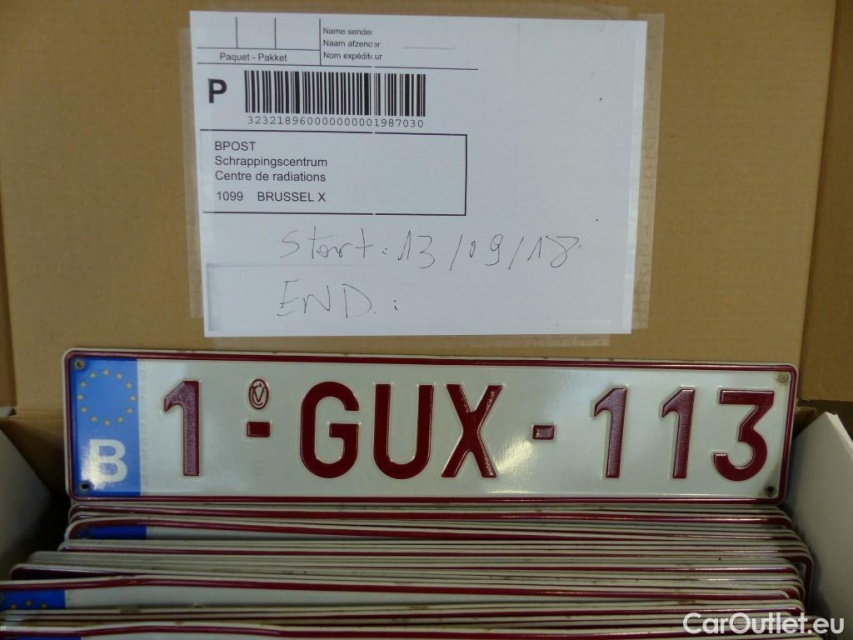 Name sender
Naam afzender
Paquet - Pakket
Nom expéditeur
P
323218960000000001987030
BPOST
Schrappingscentrum
Centre de radiations
1099 BRUSSEL X
Start: 13/09/18
END:
B
1-GUX-113
CarOutlet.eu